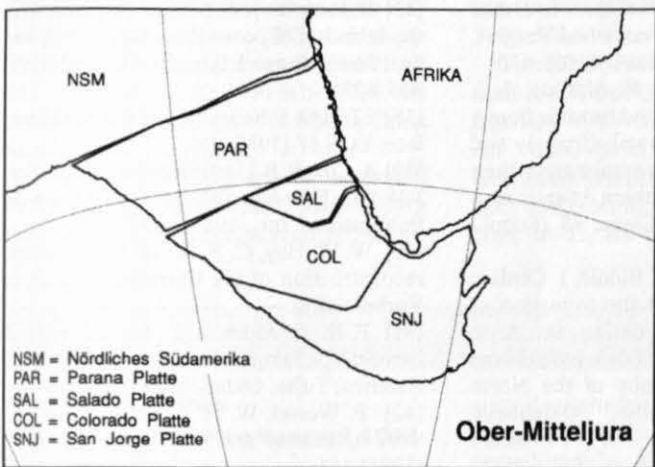 NSM
AFRIKA
PAR
SAL
COL
SNJ
NSM = Nördliches Südamerika
PAR = Parana Platte
SAL = Salado Platte
COL = Colorado Platte
SNJ = San Jorge Platte
Ober-Mitteljura